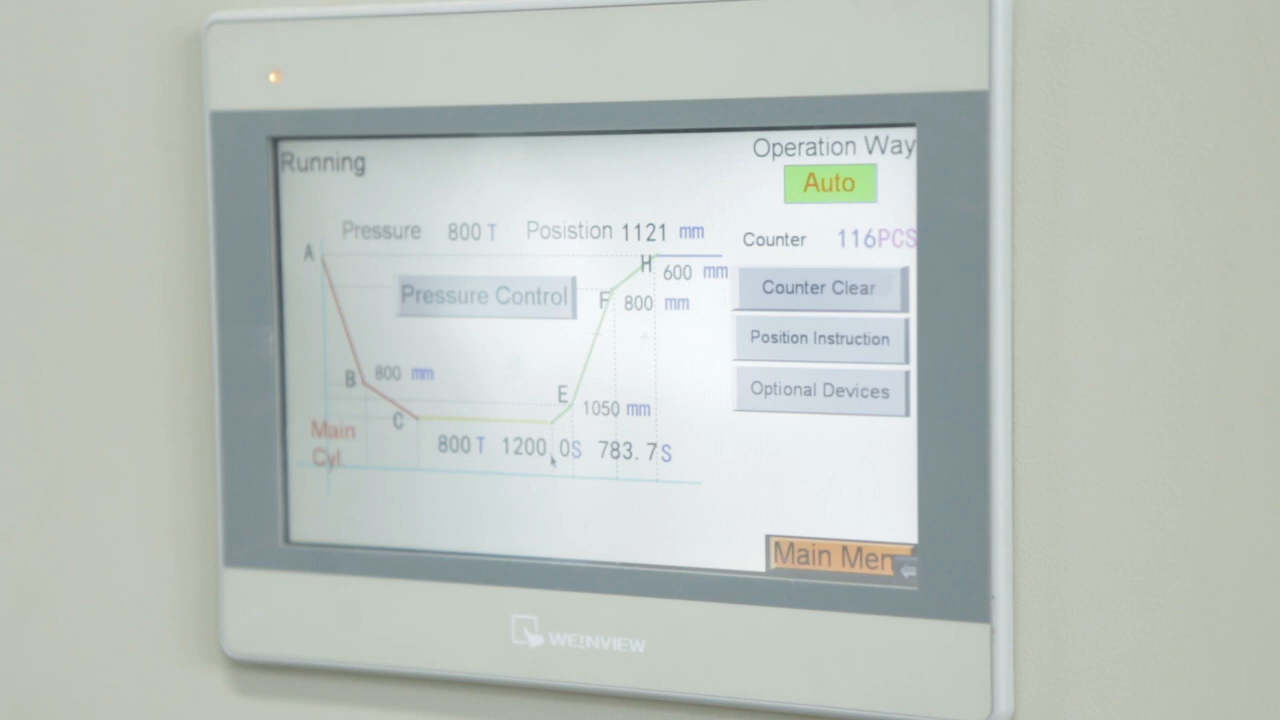 Running
Operation Way
Auto
Pressure 800 T Posistion 1121 mm
Counter 116PCS
A
H
600 mm
Pressure Control
Counter Clear
F 800 mm
Position Instruction
B 800 mm
Optional Devices
E
1050 mm
C
Main
Cyl
800 T 1200.0S 783.7S
Main Men
WEINVIEW